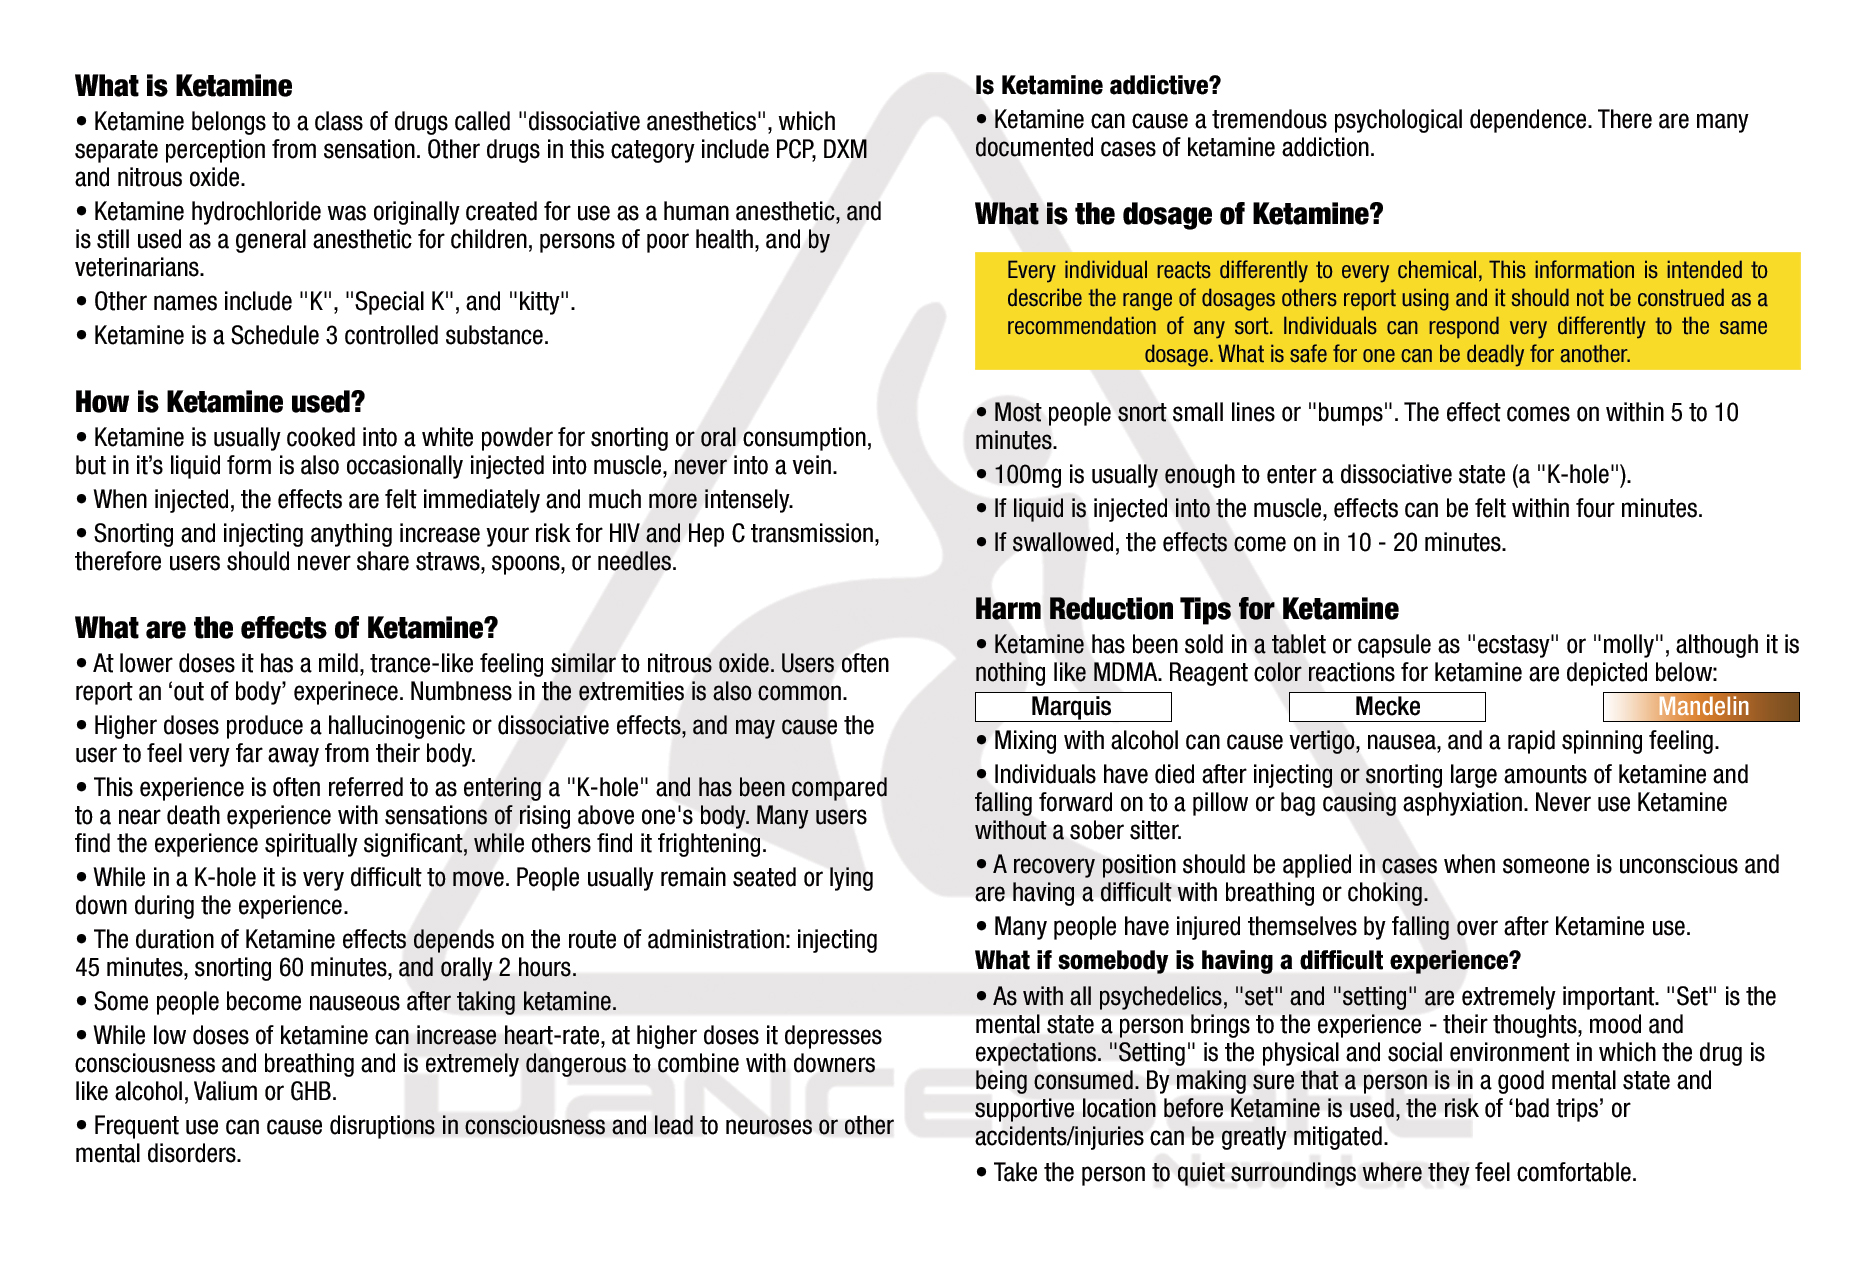 What is Ketamine
• Ketamine belongs to a class of drugs called "dissociative anesthetics", which
separate perception from sensation. Other drugs in this category include PCP, DXM
and nitrous oxide.
• Ketamine hydrochloride was originally created for use as a human anesthetic, and
is still used as a general anesthetic for children, persons of poor health, and by
veterinarians.
• Other names include "K", "Special K", and "kitty".
• Ketamine is a Schedule 3 controlled substance.
How is Ketamine used?
• Ketamine is usually cooked into a white powder for snorting or oral consumption,
but in it’s liquid form is also occasionally injected into muscle, never into a vein.
• When injected, the effects are felt immediately and much more intensely.
• Snorting and injecting anything increase your risk for HIV and Hep C transmission,
therefore users should never share straws, spoons, or needles.
What are the effects of Ketamine?
• At lower doses it has a mild, trance-like feeling similar to nitrous oxide. Users often
report an ‘out of body’ experinece. Numbness in the extremities is also common.
• Higher doses produce a hallucinogenic or dissociative effects, and may cause the
user to feel very far away from their body.
• This experience is often referred to as entering a "K-hole" and has been compared
to a near death experience with sensations of rising above one's body. Many users
find the experience spiritually significant, while others find it frightening.
• While in a K-hole it is very difficult to move. People usually remain seated or lying
down during the experience.
• The duration of Ketamine effects depends on the route of administration: injecting
45 minutes, snorting 60 minutes, and orally 2 hours.
• Some people become nauseous after taking ketamine.
• While low doses of ketamine can increase heart-rate, at higher doses it depresses
consciousness and breathing and is extremely dangerous to combine with downers
like alcohol, Valium or GHB.
• Frequent use can cause disruptions in consciousness and lead to neuroses or other
mental disorders.
Is Ketamine addictive?
• Ketamine can cause a tremendous psychological dependence. There are many
documented cases of ketamine addiction.
What is the dosage of Ketamine?
Every individual reacts differently to every chemical, This information is intended to
describe the range of dosages others report using and it should not be construed as a
recommendation of any sort. Individuals can respond very differently to the same
dosage. What is safe for one can be deadly for another.
• Most people snort small lines or "bumps". The effect comes on within 5 to 10
minutes.
• 100mg is usually enough to enter a dissociative state (a "K-hole").
• If liquid is injected into the muscle, effects can be felt within four minutes.
• If swallowed, the effects come on in 10 - 20 minutes.
Harm Reduction Tips for Ketamine
• Ketamine has been sold in a tablet or capsule as "ecstasy" or "molly", although it is
nothing like MDMA. Reagent color reactions for ketamine are depicted below:
Marquis Mecke Mandelin
• Mixing with alcohol can cause vertigo, nausea, and a rapid spinning feeling.
• Individuals have died after injecting or snorting large amounts of ketamine and
falling forward on to a pillow or bag causing asphyxiation. Never use Ketamine
without a sober sitter.
• A recovery position should be applied in cases when someone is unconscious and
are having a difficult with breathing or choking.
• Many people have injured themselves by falling over after Ketamine use.
What if somebody is having a difficult experience?
• As with all psychedelics, "set" and "setting" are extremely important. "Set" is the
mental state a person brings to the experience - their thoughts, mood and
expectations. "Setting" is the physical and social environment in which the drug is
being consumed. By making sure that a person is in a good mental state and
supportive location before Ketamine is used, the risk of ‘bad trips’ or
accidents/injuries can be greatly mitigated.
• Take the person to quiet surroundings where they feel comfortable.
DanceSafe
New York